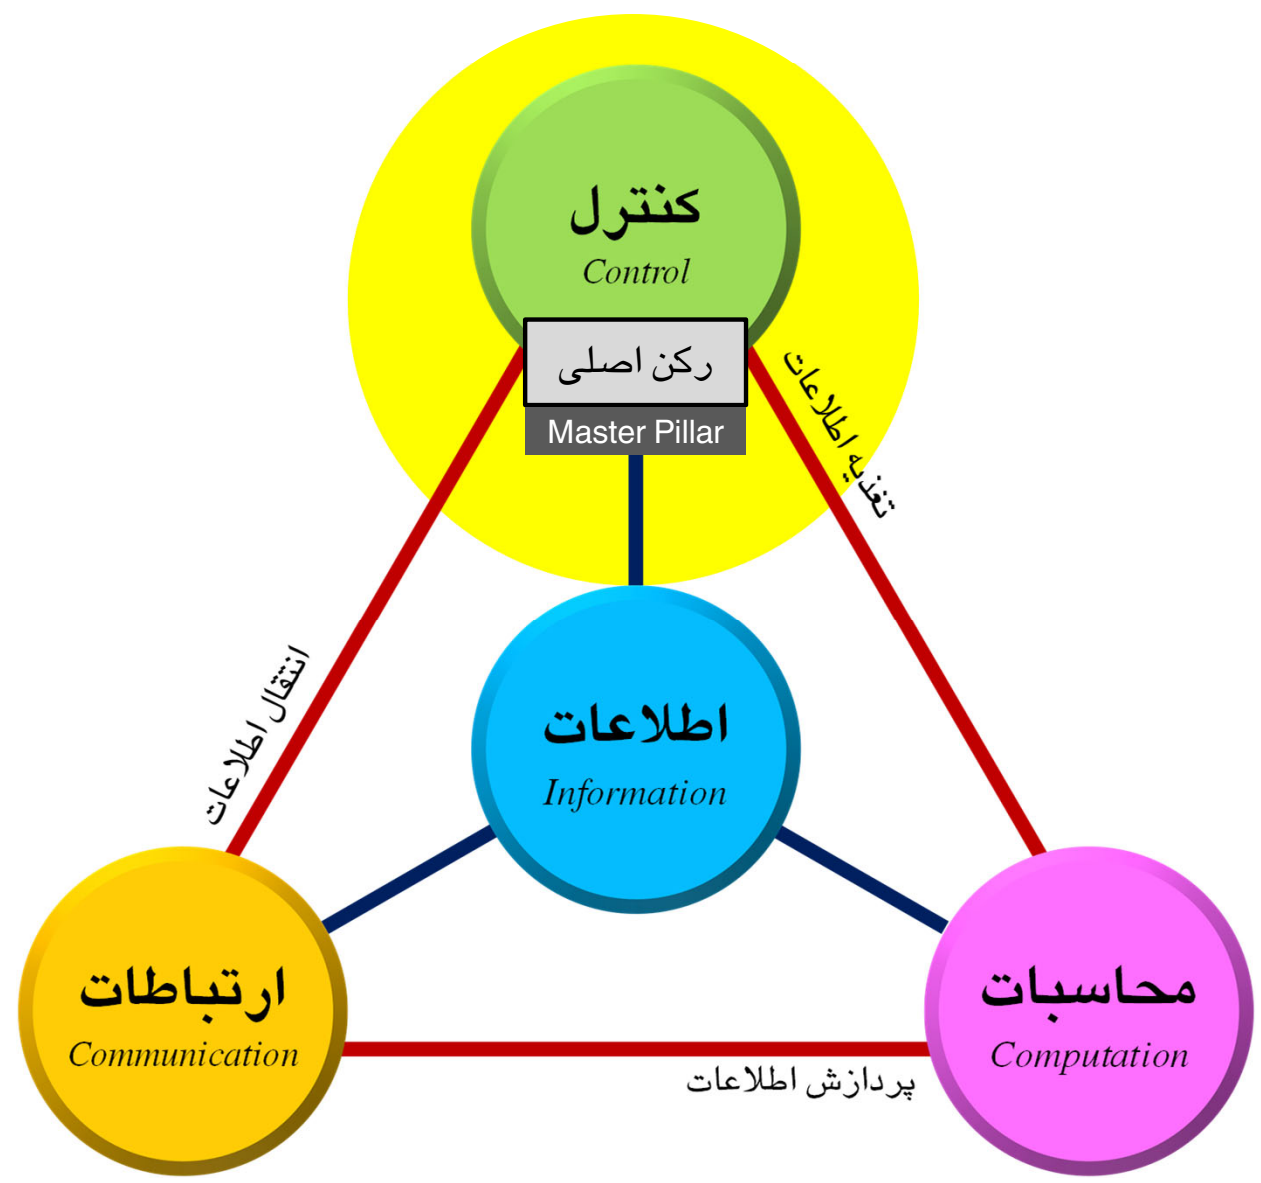 کنترل
Control
رکن اصلی
Master Pillar
تغذیه اطلاعات
انتقال اطلاعات
اطلاعات
Information
ارتباطات
Communication
محاسبات
Computation
پردازش اطلاعات